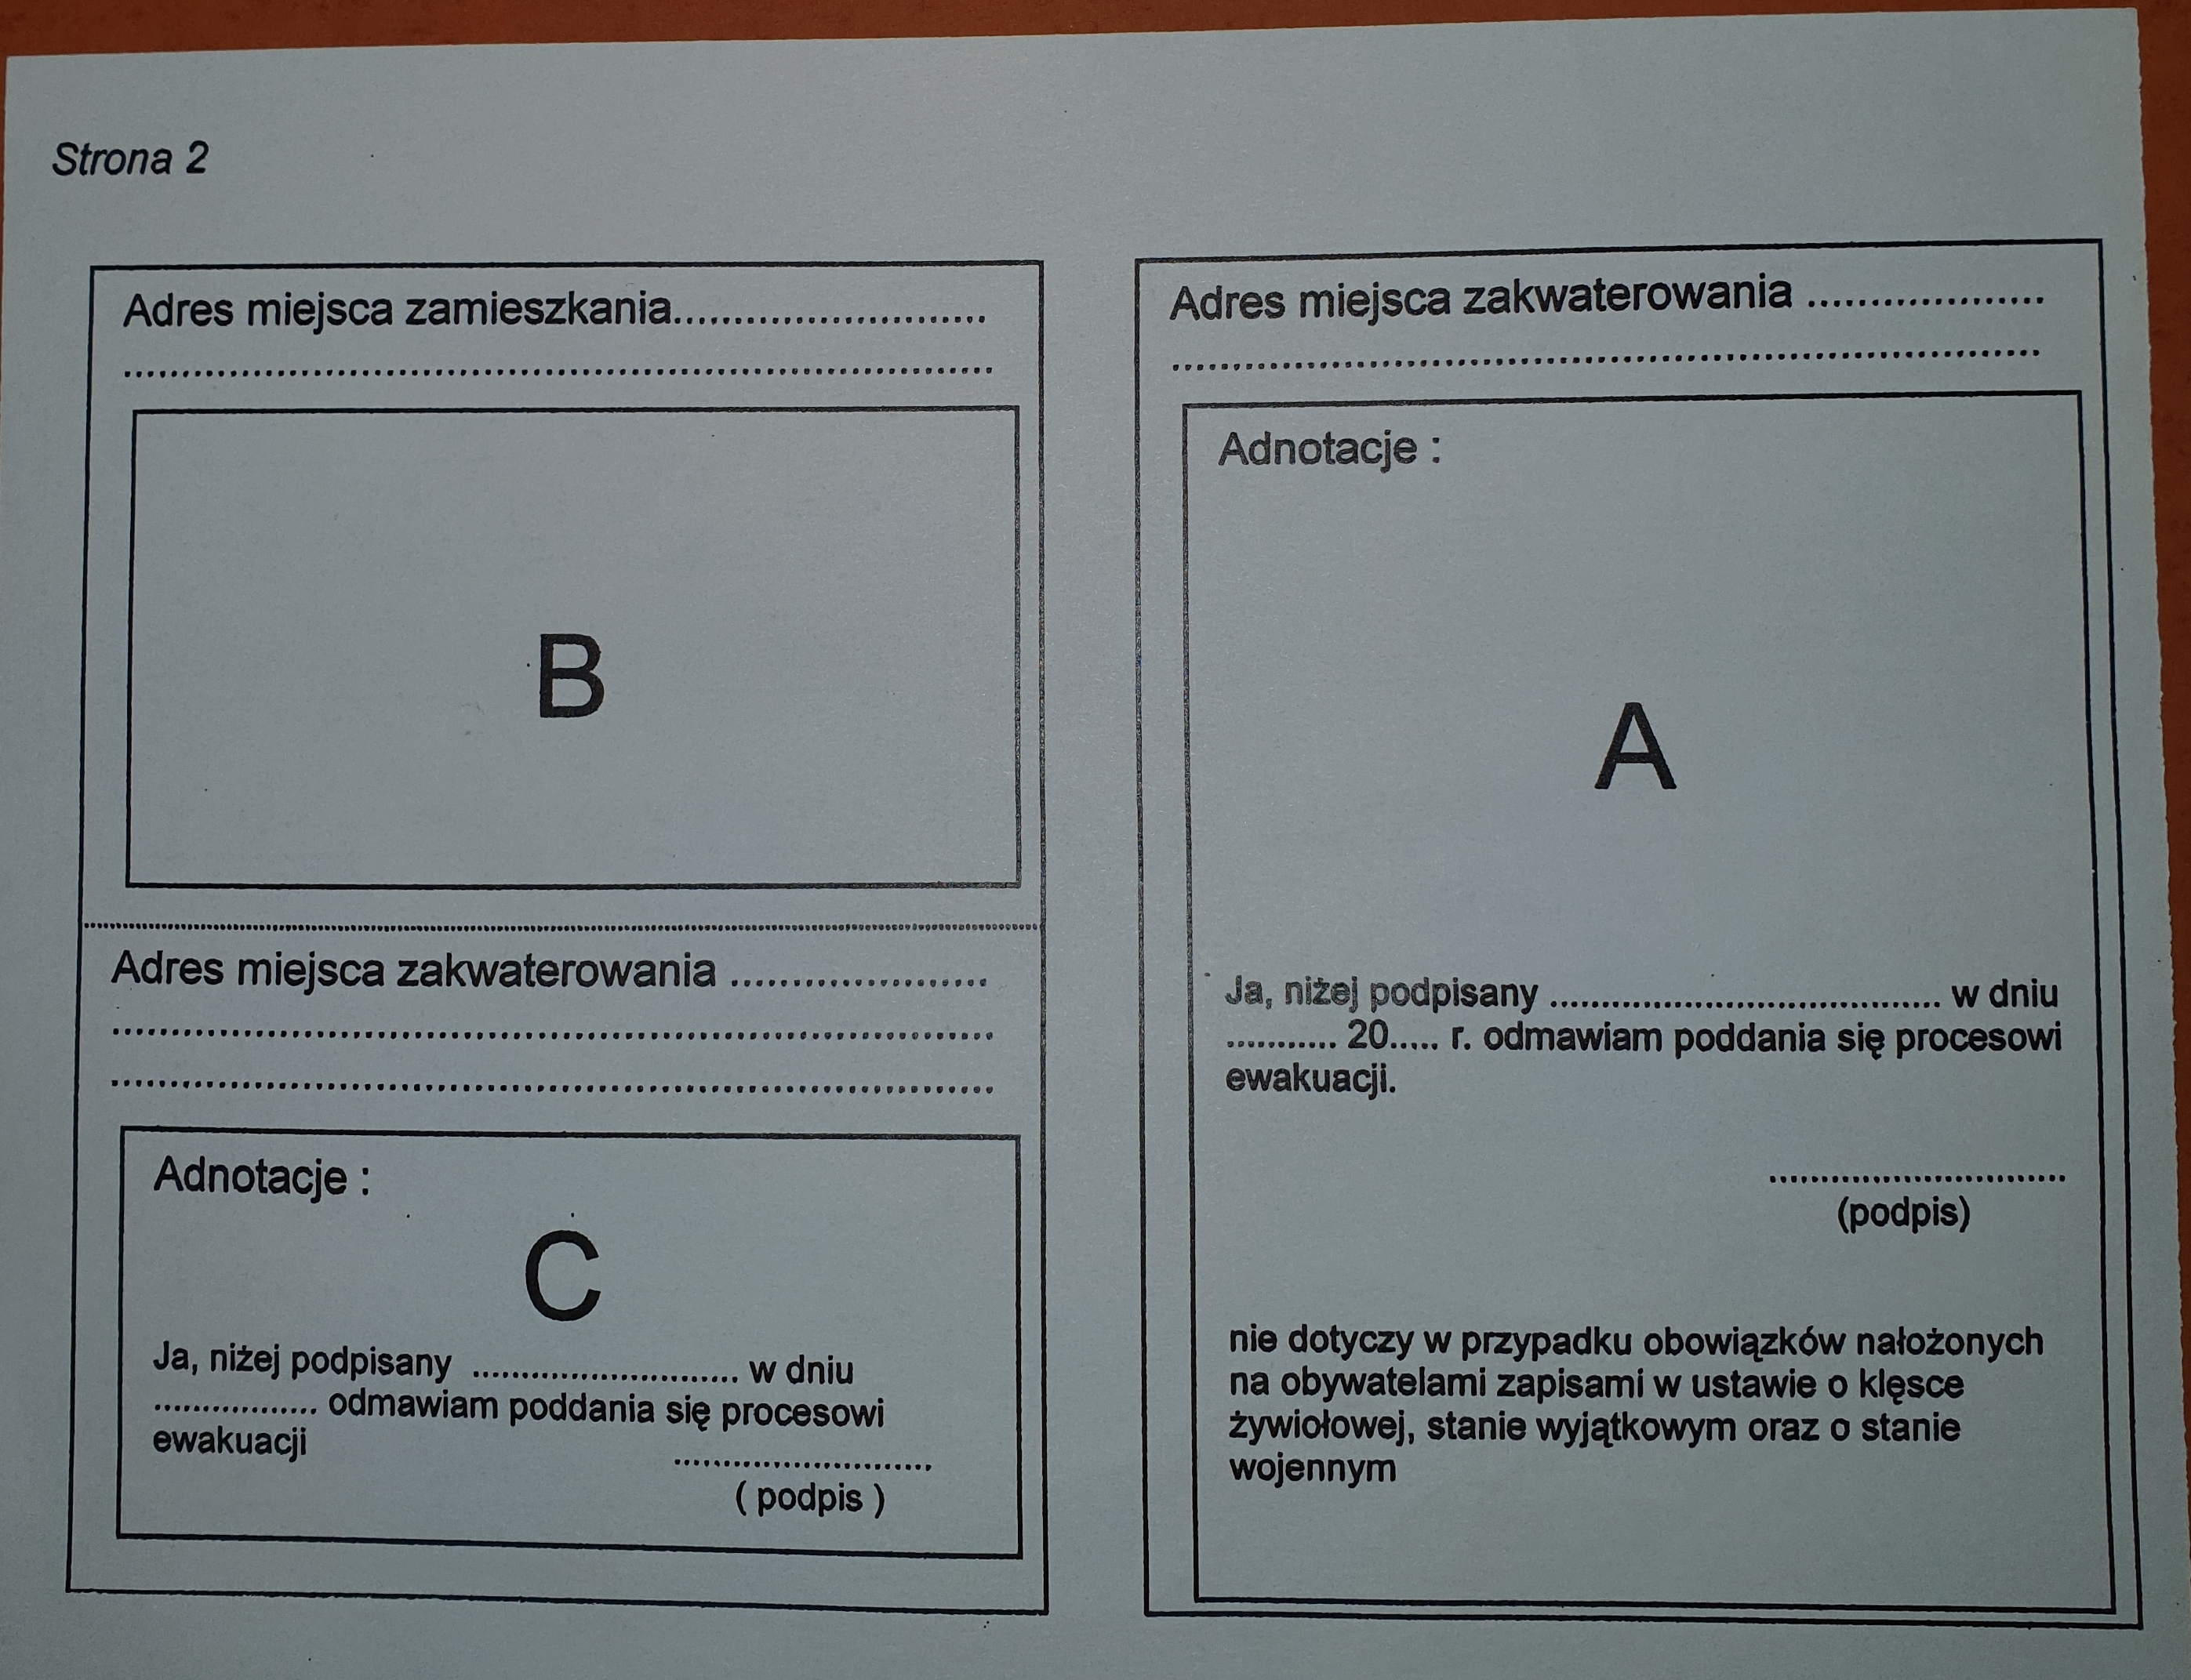 Strona 2
Adres miejsca zamieszkania..............................
..........................................................................................
B
Adres miejsca zakwaterowania .........................
..........................................................................................
..........................................................................................
Adnotacje :
C
Ja, niżej podpisany .............................. w dniu
................ odmawiam poddania się procesowi
ewakuacji
..............................
( podpis )
Adres miejsca zakwaterowania .........................
..........................................................................................
Adnotacje :
A
Ja, niżej podpisany ............................................. w dniu
............ 20..... r. odmawiam poddania się procesowi
ewakuacji.
..................................
(podpis)
nie dotyczy w przypadku obowiązków nałożonych
na obywatelami zapisami w ustawie o klęsce
żywiołowej, stanie wyjątkowym oraz o stanie
wojennym